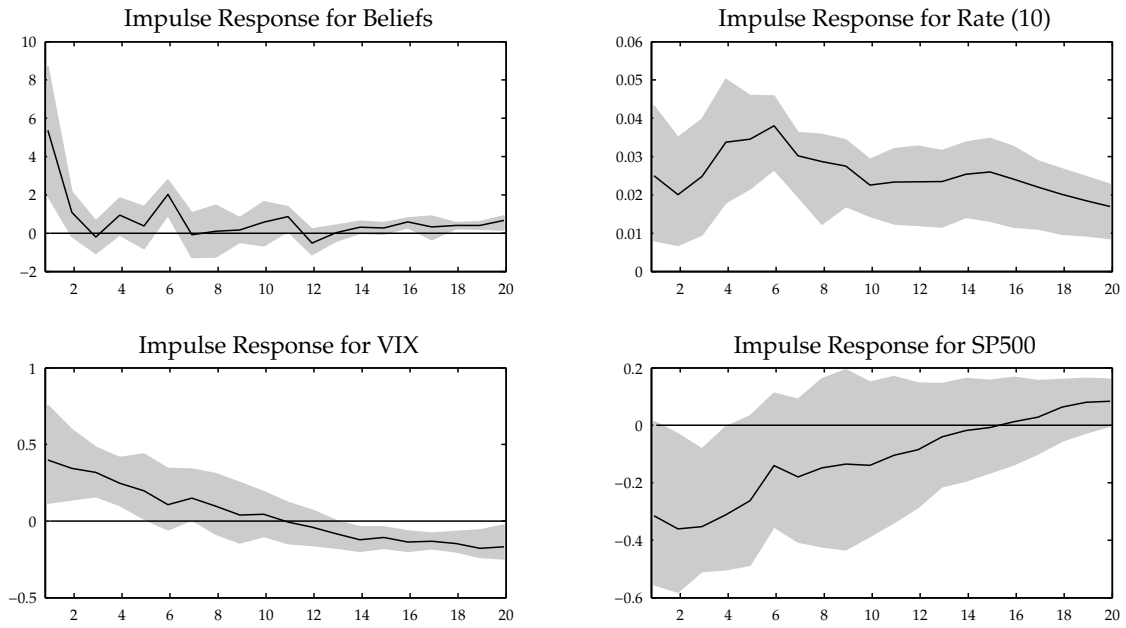 Impulse Response for Beliefs
10
8
6
4
2
0
−2
2 4 6 8 10 12 14 16 18 20
Impulse Response for Rate (10)
0.06
0.05
0.04
0.03
0.02
0.01
0
2 4 6 8 10 12 14 16 18 20
Impulse Response for VIX
1
0.5
0
−0.5
2 4 6 8 10 12 14 16 18 20
Impulse Response for SP500
0.2
0
−0.2
−0.4
−0.6
2 4 6 8 10 12 14 16 18 20